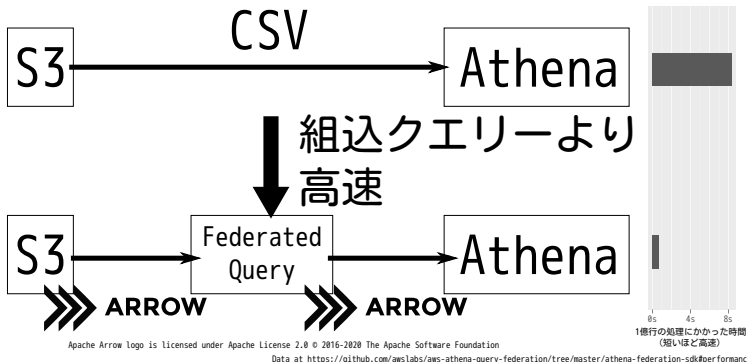 CSV
S3
Athena
組込クエリーより
高速
Federated
Query
S3
Athena
ARROW
ARROW
0s 4s 8s
1億行の処理にかかった時間
（短いほど高速）
Apache Arrow logo is licensed under Apache License 2.0 © 2016-2020 The Apache Software Foundation
Data at https://github.com/awslabs/aws-athena-query-federation/tree/master/athena-federation-sdk#performanc